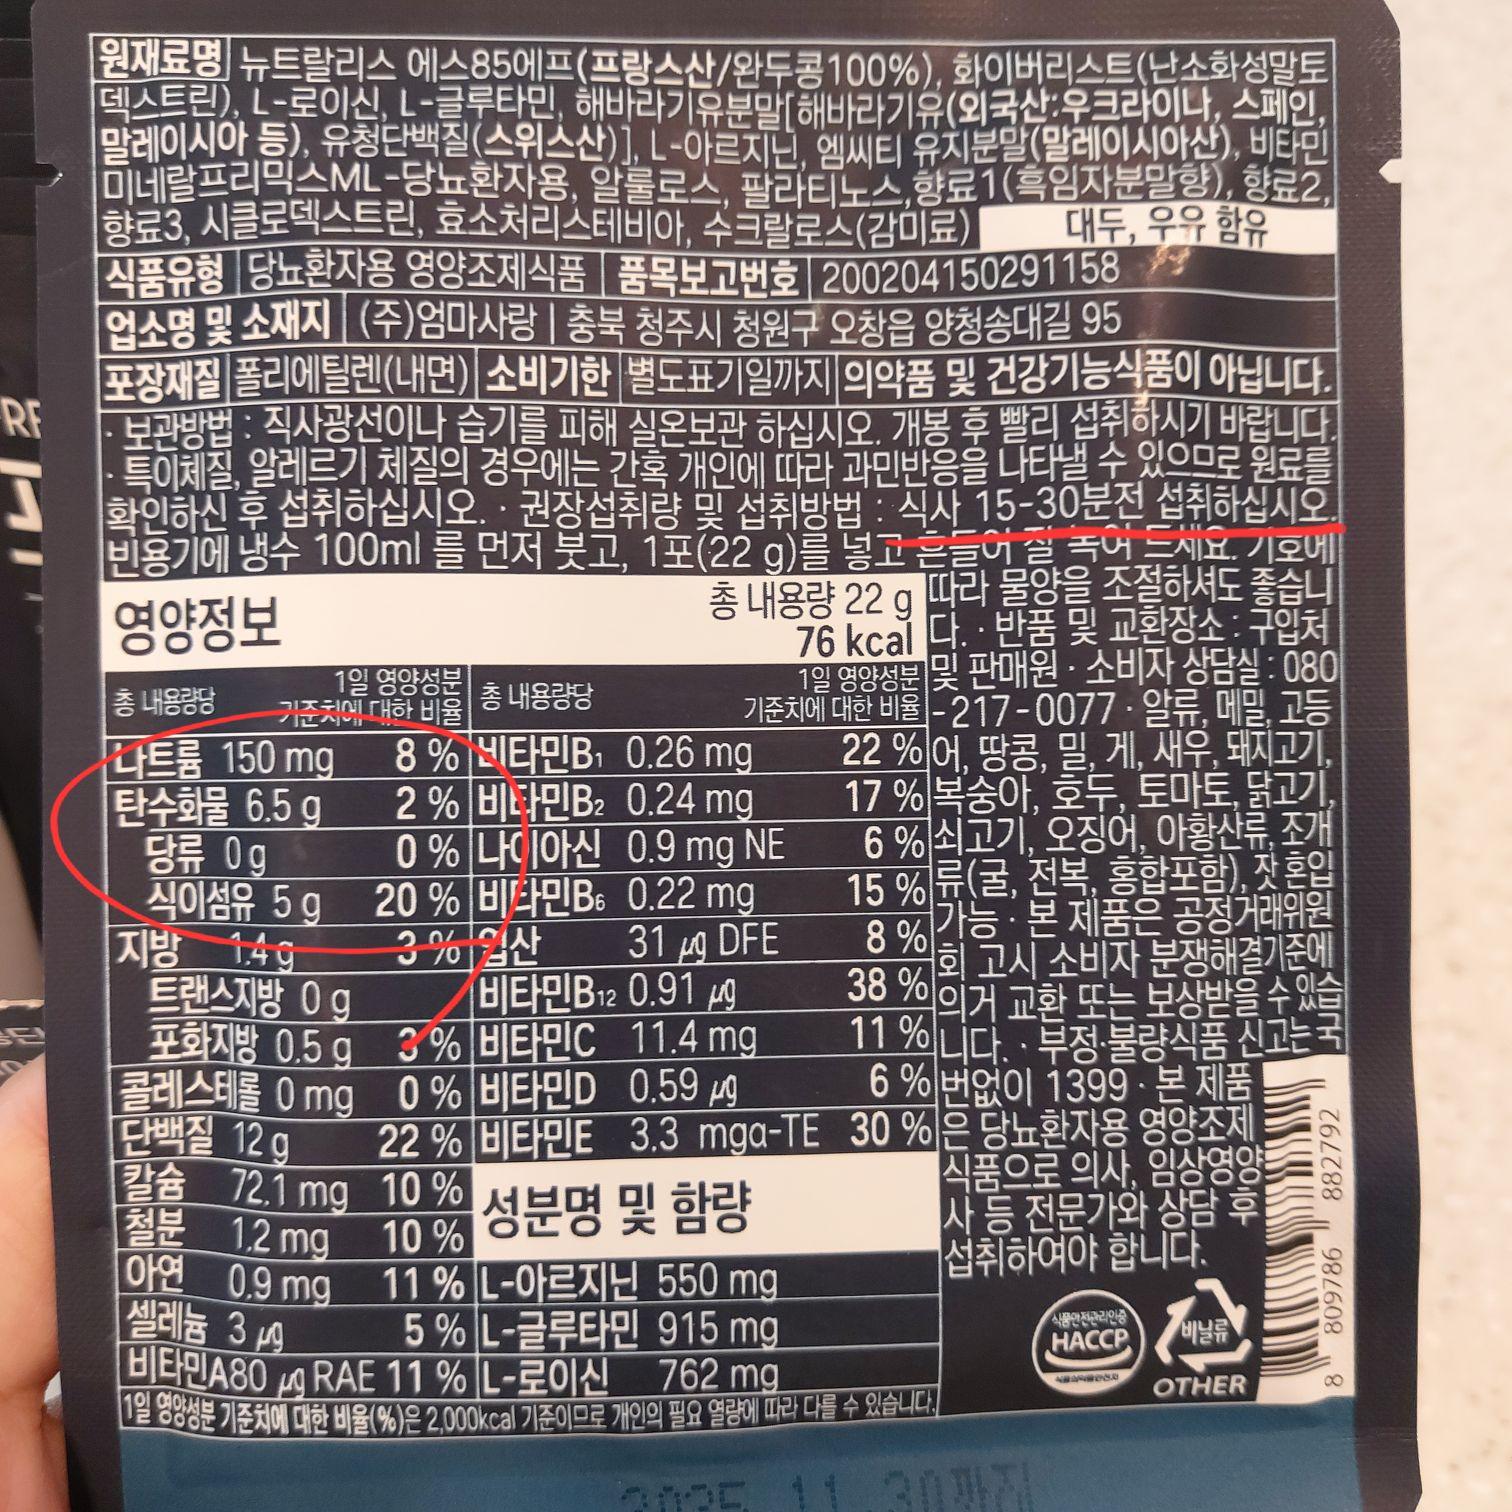 원재료명 뉴트랄리스 에스85에프(프랑스산/완두콩100%), 화이버리스트(난소화성말토
덱스트린), L-로이신, L-글루타민, 해바라기유분말[해바라기유(외국산:우크라이나, 스페인,
말레이시아 등), 유청단백질(스위스산)], L-아르지닌, 엠씨티 유지분말(말레이시아산), 비타민
미네랄프리믹스ML-당뇨환자용, 알룰로스, 팔라티노스, 향료1(흑임자분말향), 향료2,
향료3, 시클로덱스트린, 효소처리스테비아, 수크랄로스(감미료) 대두, 우유 함유
식품유형 당뇨환자용 영양조제식품 품목보고번호 200204150291158
업소명 및 소재지 (주)엄마사랑 | 충북 청주시 청원구 오창읍 양청송대길 95
포장재질 폴리에틸렌(내면) 소비기한 별도표기일까지 의약품 및 건강기능식품이 아닙니다.
· 보관방법 : 직사광선이나 습기를 피해 실온보관 하십시오. 개봉 후 빨리 섭취하시기 바랍니다.
· 특이체질, 알레르기 체질의 경우에는 간혹 개인에 따라 과민반응을 나타낼 수 있으므로 원료를
확인하신 후 섭취하십시오. · 권장섭취량 및 섭취방법 : 식사 15-30분전 섭취하십시오.
빈용기에 냉수 100ml 를 먼저 붓고, 1포(22 g)를 넣고 흔들어 잘 녹여 드세요. 기호에
따라 물양을 조절하셔도 좋습니
다. · 반품 및 교환장소 : 구입처
및 판매원 · 소비자 상담실 : 080
-217-0077 · 알류, 메밀, 고등
어, 땅콩, 밀, 게, 새우, 돼지고기,
복숭아, 호두, 토마토, 닭고기,
쇠고기, 오징어, 아황산류, 조개
류(굴, 전복, 홍합포함), 잣 혼입
가능 · 본 제품은 공정거래위원
회 고시 소비자 분쟁해결기준에
의거 교환 또는 보상받을 수 있습
니다. · 부정·불량식품 신고는 국
번없이 1399 · 본 제품
은 당뇨환자용 영양조제
식품으로 의사, 임상영양
사 등 전문가와 상담 후
섭취하여야 합니다.
영양정보 총 내용량 22 g
76 kcal
총 내용량당 1일 영양성분
기준치에 대한 비율
나트륨 150 mg 8 %
탄수화물 6.5 g 2 %
당류 0 g 0 %
식이섬유 5 g 20 %
지방 1.4 g 3 %
트랜스지방 0 g
포화지방 0.5 g 3 %
콜레스테롤 0 mg 0 %
단백질 12 g 22 %
칼슘 72.1 mg 10 %
철분 1.2 mg 10 %
아연 0.9 mg 11 %
셀레늄 3 µg 5 %
비타민A 80 µg RAE 11 %
총 내용량당 1일 영양성분
기준치에 대한 비율
비타민B1 0.26 mg 22 %
비타민B2 0.24 mg 17 %
나이아신 0.9 mg NE 6 %
비타민B6 0.22 mg 15 %
엽산 31 µg DFE 8 %
비타민B12 0.91 µg 38 %
비타민C 11.4 mg 11 %
비타민D 0.59 µg 6 %
비타민E 3.3 mgα-TE 30 %
성분명 및 함량
L-아르지닌 550 mg
L-글루타민 915 mg
L-로이신 762 mg
1일 영양성분 기준치에 대한 비율(%)은 2,000kcal 기준이므로 개인의 필요 열량에 따라 다를 수 있습니다.
식품안전관리인증
HACCP
비닐류
OTHER
8 809786 882792
2025.11.30까지